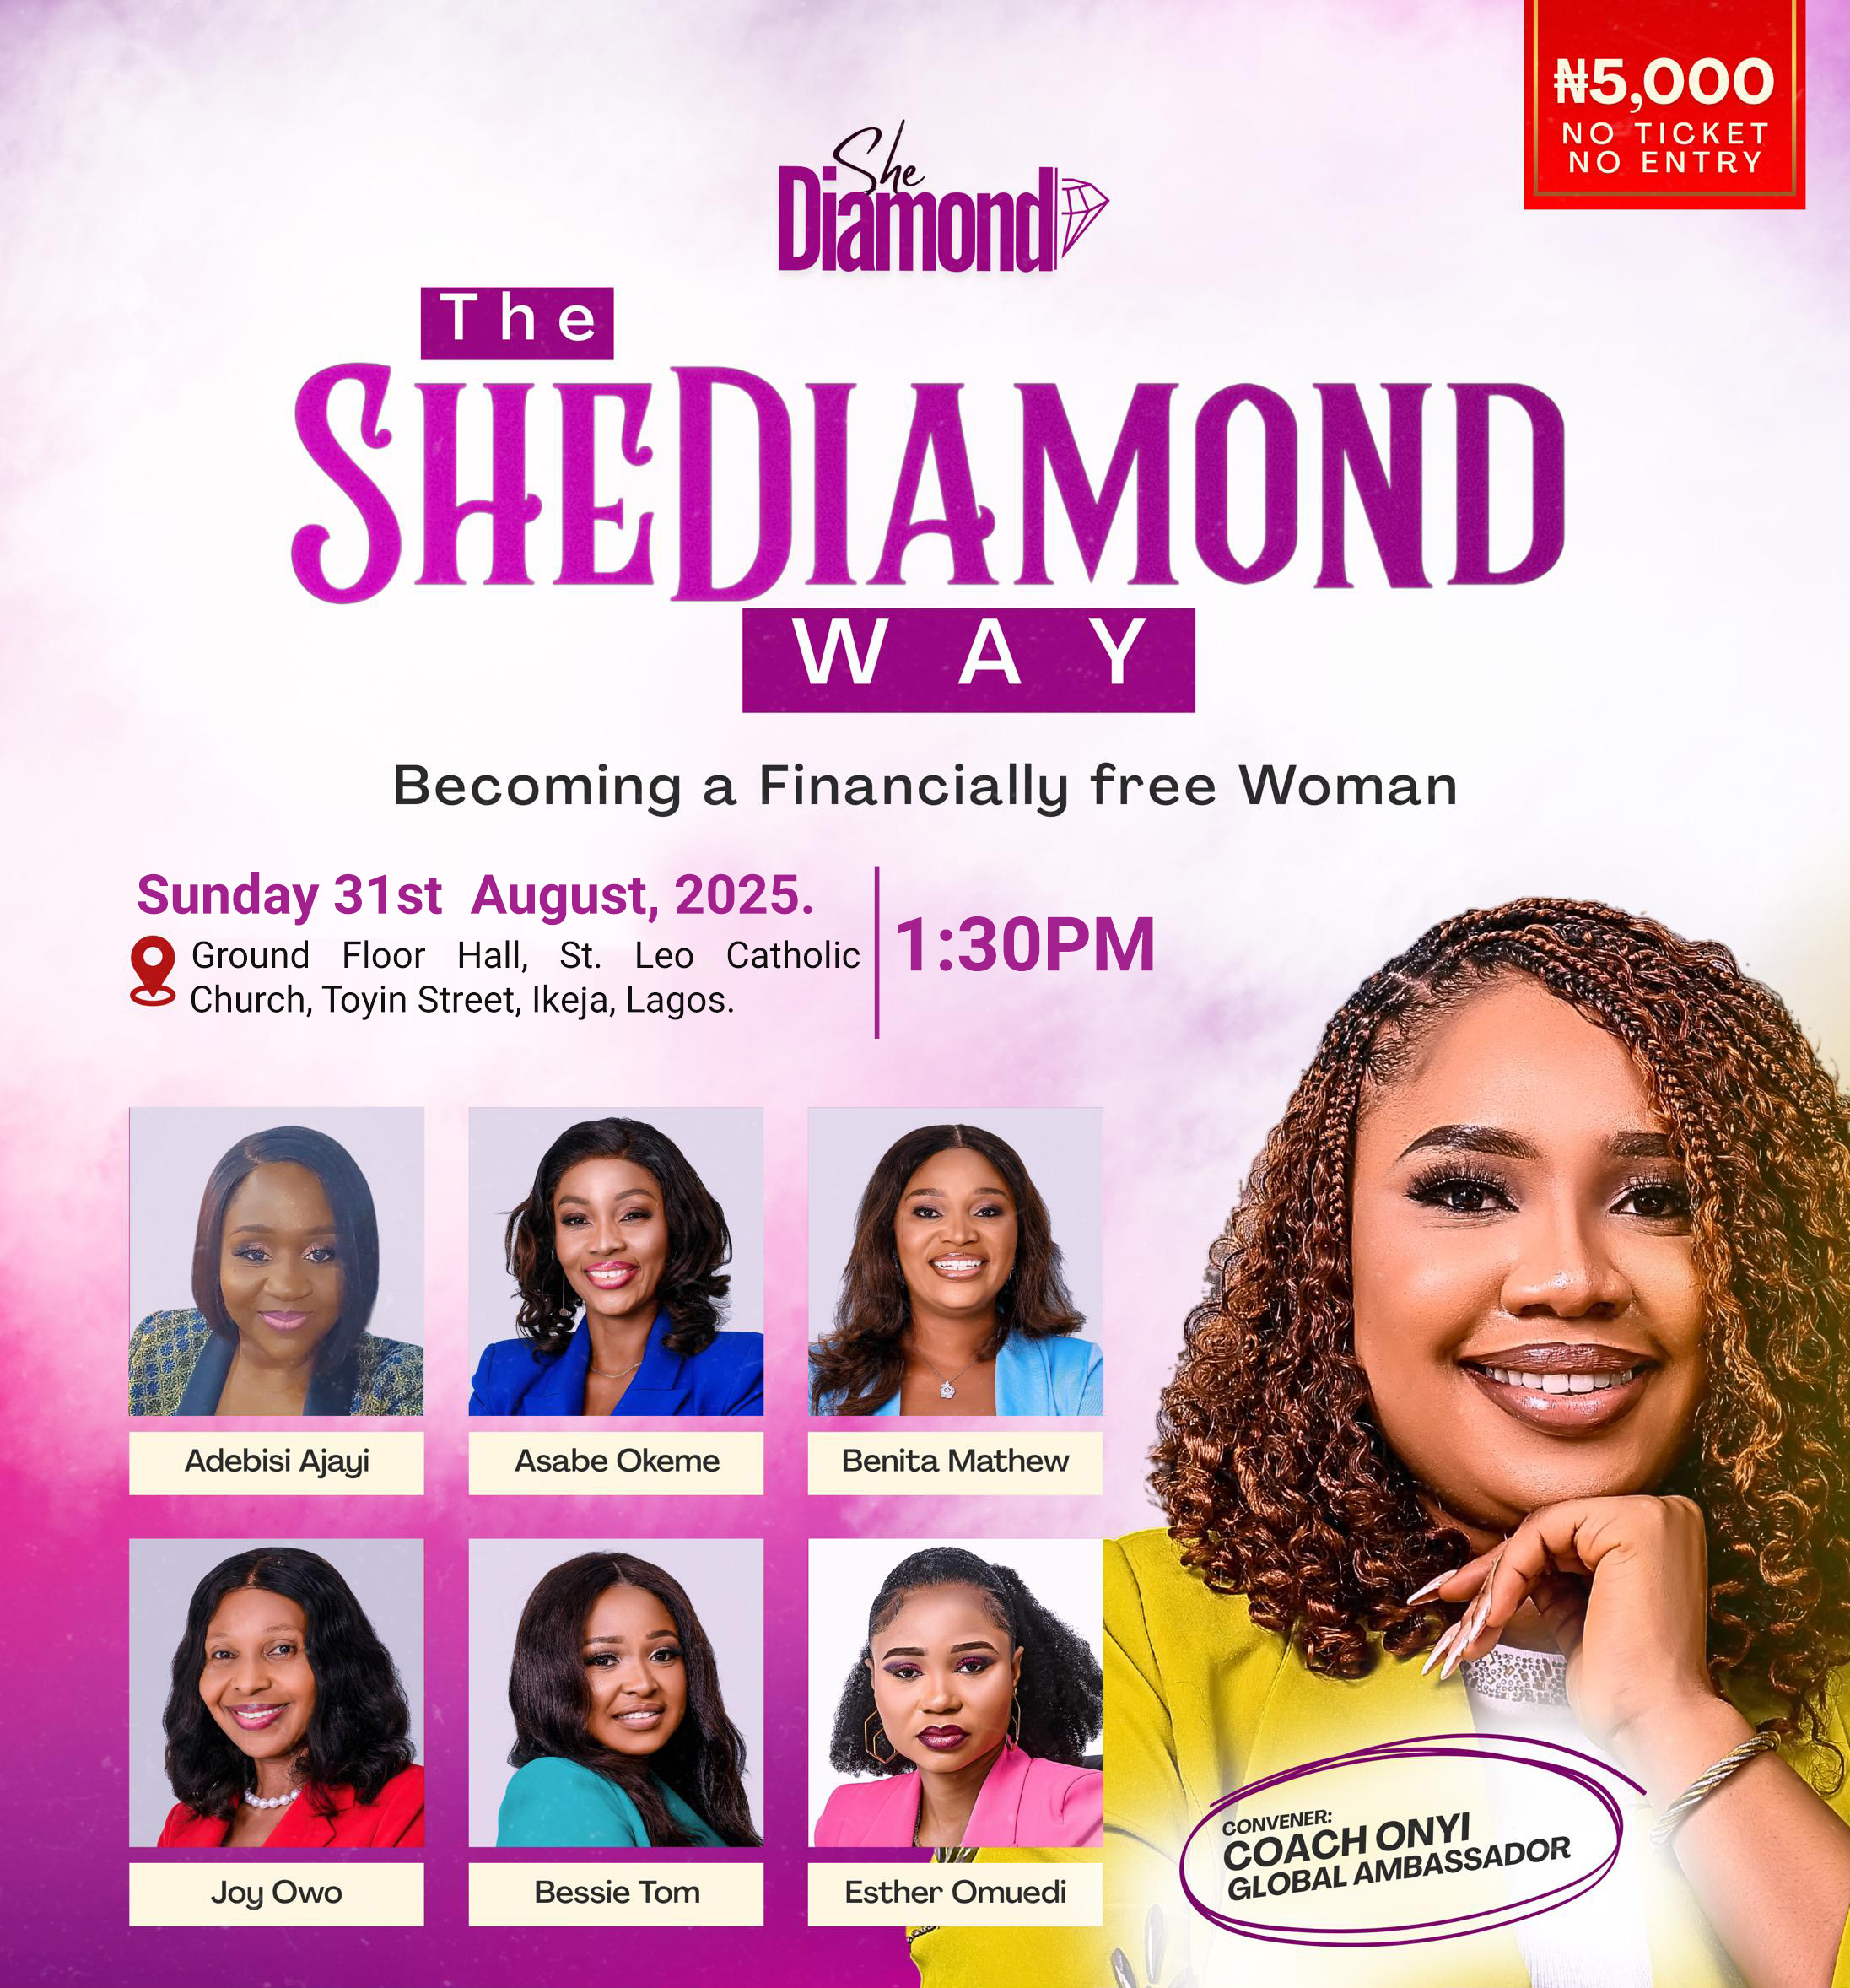 ₦5,000
NO TICKET
NO ENTRY
She
Diamond
The
SHEDIAMOND
WAY
Becoming a Financially free Woman
Sunday 31st August, 2025.
Ground Floor Hall, St. Leo Catholic
Church, Toyin Street, Ikeja, Lagos.
1:30PM
Adebisi Ajayi
Asabe Okeme
Benita Mathew
Joy Owo
Bessie Tom
Esther Omuedi
CONVENER:
COACH ONYI
GLOBAL AMBASSADOR